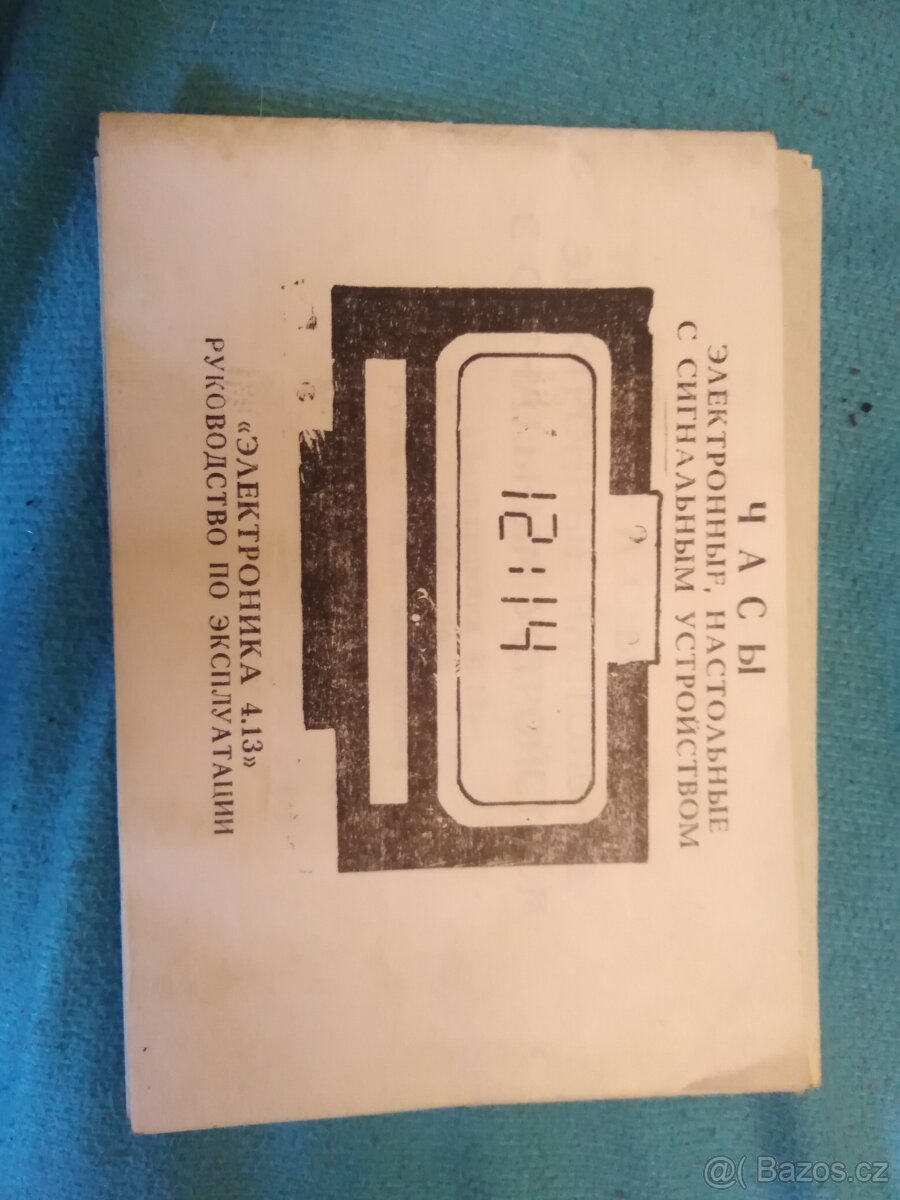 ЧАСЫ
ЭЛЕКТРОННЫЕ, НАСТОЛЬНЫЕ
С СИГНАЛЬНЫМ УСТРОЙСТВОМ
12:14
«ЭЛЕКТРОНИКА 4.13»
РУКОВОДСТВО ПО ЭКСПЛУАТАЦИИ
@( Bazos.cz